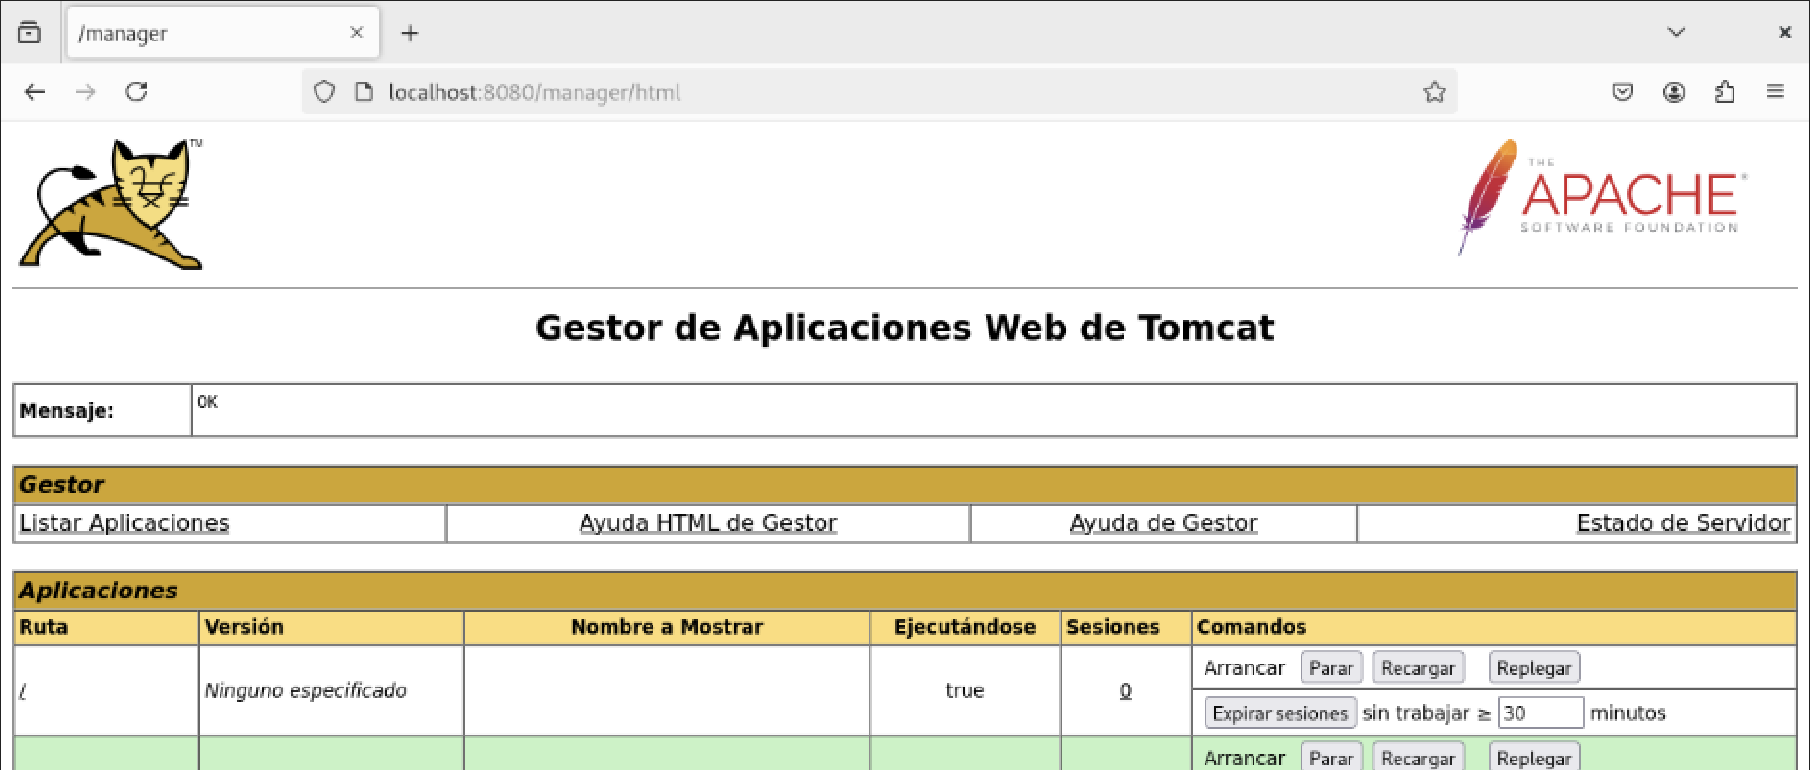 /manager
localhost:8080/manager/html
TM
THE
APACHE®
SOFTWARE FOUNDATION
Gestor de Aplicaciones Web de Tomcat
Mensaje: OK
Gestor
Listar Aplicaciones Ayuda HTML de Gestor Ayuda de Gestor Estado de Servidor
Aplicaciones
Ruta Versión Nombre a Mostrar Ejecutándose Sesiones Comandos
/ Ninguno especificado true 0 Arrancar Parar Recargar Replegar
Expirar sesiones sin trabajar ≥ 30 minutos
Arrancar Parar Recargar Replegar